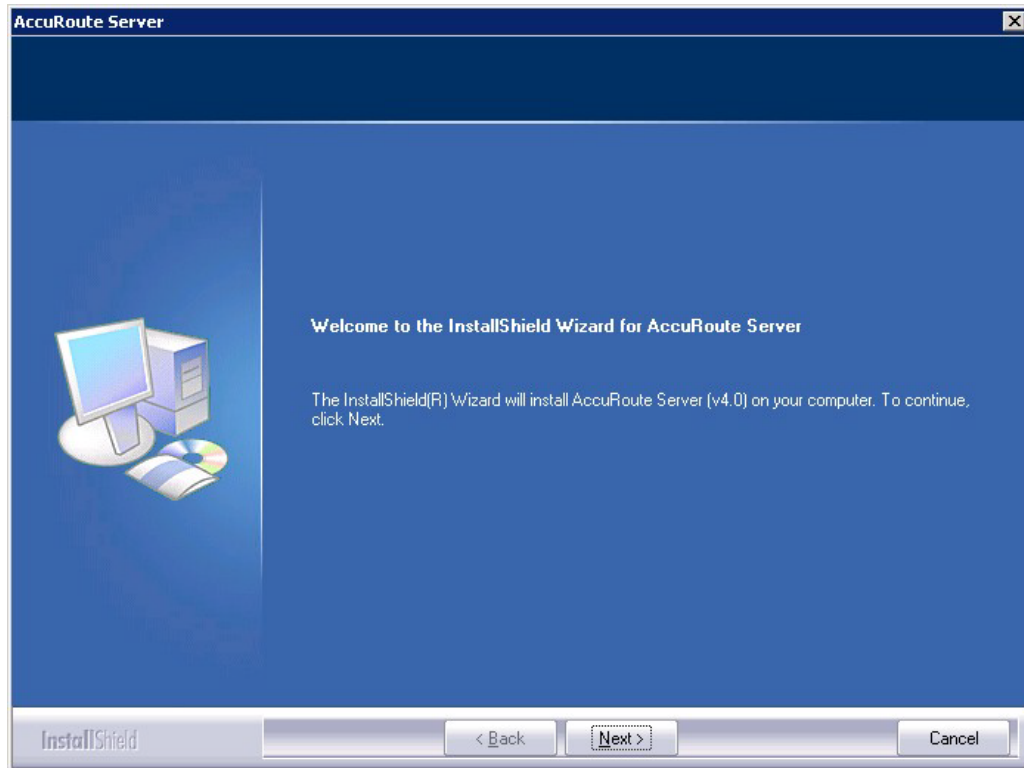 AccuRoute Server
Welcome to the InstallShield Wizard for AccuRoute Server
The InstallShield(R) Wizard will install AccuRoute Server (v4.0) on your computer. To continue,
click Next.
InstallShield
< Back
Next >
Cancel